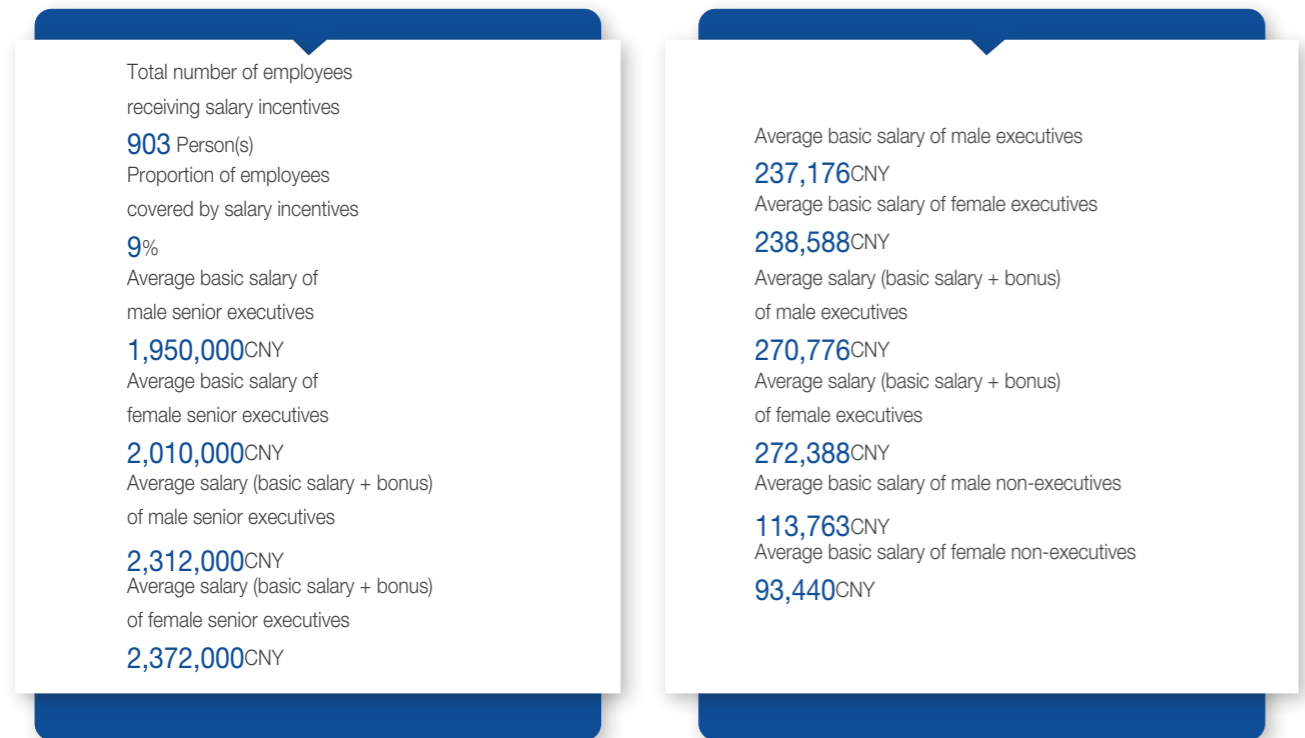 Total number of employees
receiving salary incentives
903 Person(s)
Proportion of employees
covered by salary incentives
9%
Average basic salary of
male senior executives
1,950,000CNY
Average basic salary of
female senior executives
2,010,000CNY
Average salary (basic salary + bonus)
of male senior executives
2,312,000CNY
Average salary (basic salary + bonus)
of female senior executives
2,372,000CNY
Average basic salary of male executives
237,176CNY
Average basic salary of female executives
238,588CNY
Average salary (basic salary + bonus)
of male executives
270,776CNY
Average salary (basic salary + bonus)
of female executives
272,388CNY
Average basic salary of male non-executives
113,763CNY
Average basic salary of female non-executives
93,440CNY